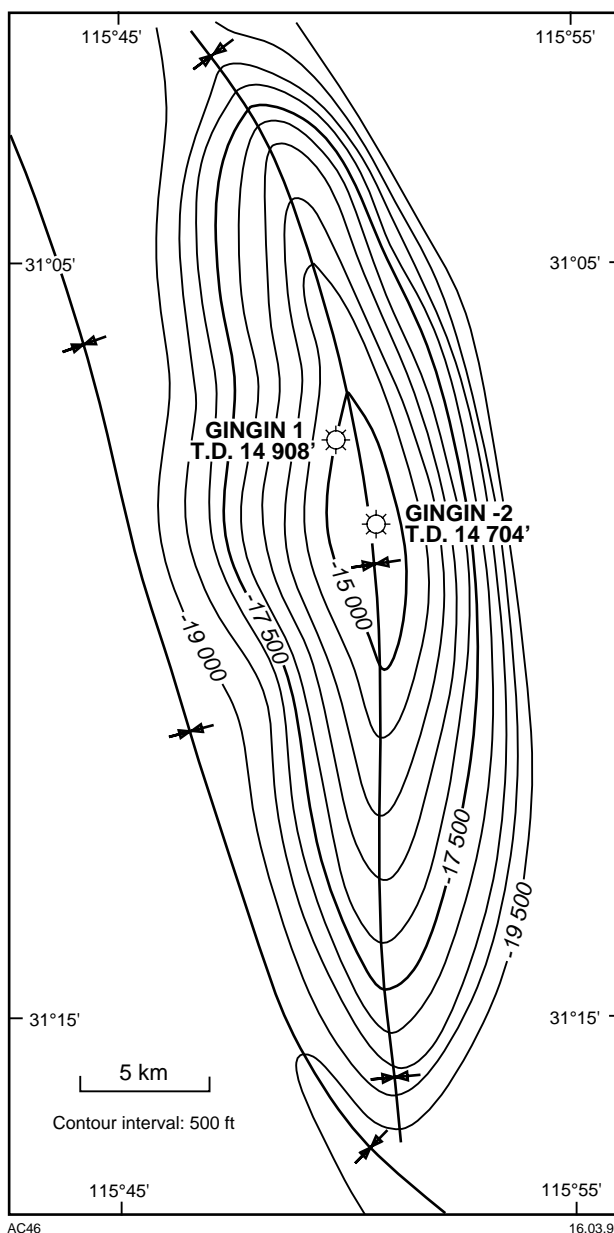 115°45'
115°55'
31°05'
31°05'
GINGIN 1
T.D. 14 908'
GINGIN -2
T.D. 14 704'
-15 000
-17 500
-19 000
-17 500
-19 500
31°15'
31°15'
5 km
Contour interval: 500 ft
115°45'
115°55'
AC46
16.03.9